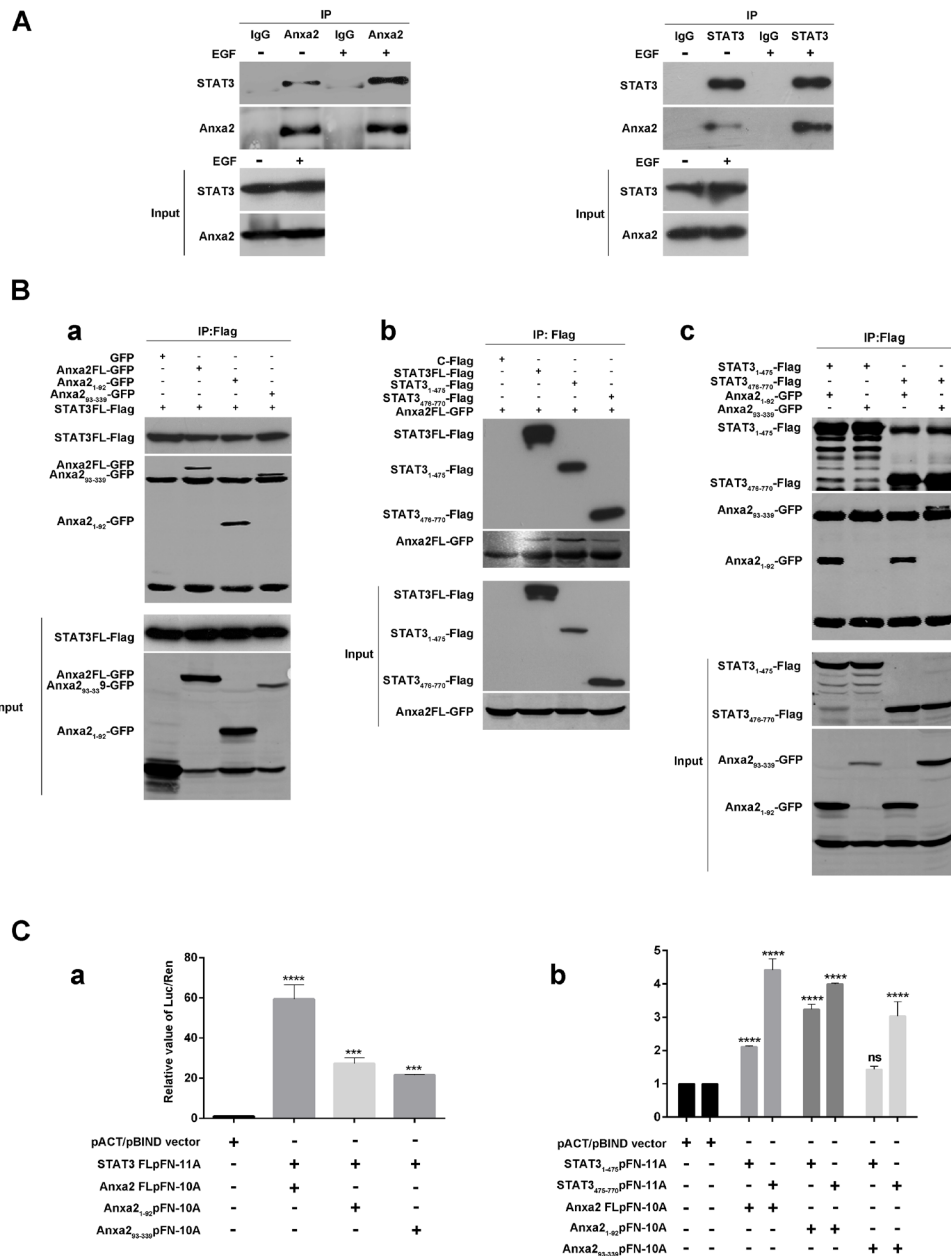 A
IP
IgG Anxa2 IgG Anxa2
EGF - - + +
STAT3
Anxa2
EGF - +
STAT3
Input
Anxa2
IP
IgG STAT3 IgG STAT3
EGF - - + +
STAT3
Anxa2
EGF - +
STAT3
Input
Anxa2
B
a
IP:Flag
GFP + - - -
Anxa2FL-GFP - + - -
Anxa21-92-GFP - - + -
Anxa293-339-GFP - - - +
STAT3FL-Flag + + + +
STAT3FL-Flag
Anxa2FL-GFP
Anxa293-339-GFP
Anxa21-92-GFP
STAT3FL-Flag
Anxa2FL-GFP
Anxa293-339-GFP
nput
Anxa21-92-GFP
b
IP: Flag
C-Flag + - - -
STAT3FL-Flag - + - -
STAT31-475-Flag - - + -
STAT3476-770-Flag - - - +
Anxa2FL-GFP + + + +
STAT3FL-Flag
STAT31-475-Flag
STAT3476-770-Flag
Anxa2FL-GFP
STAT3FL-Flag
STAT31-475-Flag
Input
STAT3476-770-Flag
Anxa2FL-GFP
c
IP:Flag
STAT31-475-Flag + + - -
STAT3476-770-Flag - - + +
Anxa21-92-GFP + - + -
Anxa293-339-GFP - + - +
STAT31-475-Flag
STAT3476-770-Flag
Anxa293-339-GFP
Anxa21-92-GFP
STAT31-475-Flag
STAT3476-770-Flag
Input
Anxa293-339-GFP
Anxa21-92-GFP
C
a
Relative value of Luc/Ren
80
60
40
20
0
**** *** ***
pACT/pBIND vector + - - -
STAT3 FLpFN-11A - + + +
Anxa2 FLpFN-10A - + - -
Anxa21-92pFN-10A - - + -
Anxa293-339pFN-10A - - - +
b
5
4
3
2
1
0
**** **** **** **** ns ****
pACT/pBIND vector + + - - - - - -
STAT31-475pFN-11A - - + - + - + -
STAT3475-770pFN-11A - - - + - + - +
Anxa2 FLpFN-10A - - + + - - - -
Anxa21-92pFN-10A - - - - + + - -
Anxa293-339pFN-10A - - - - - - + +